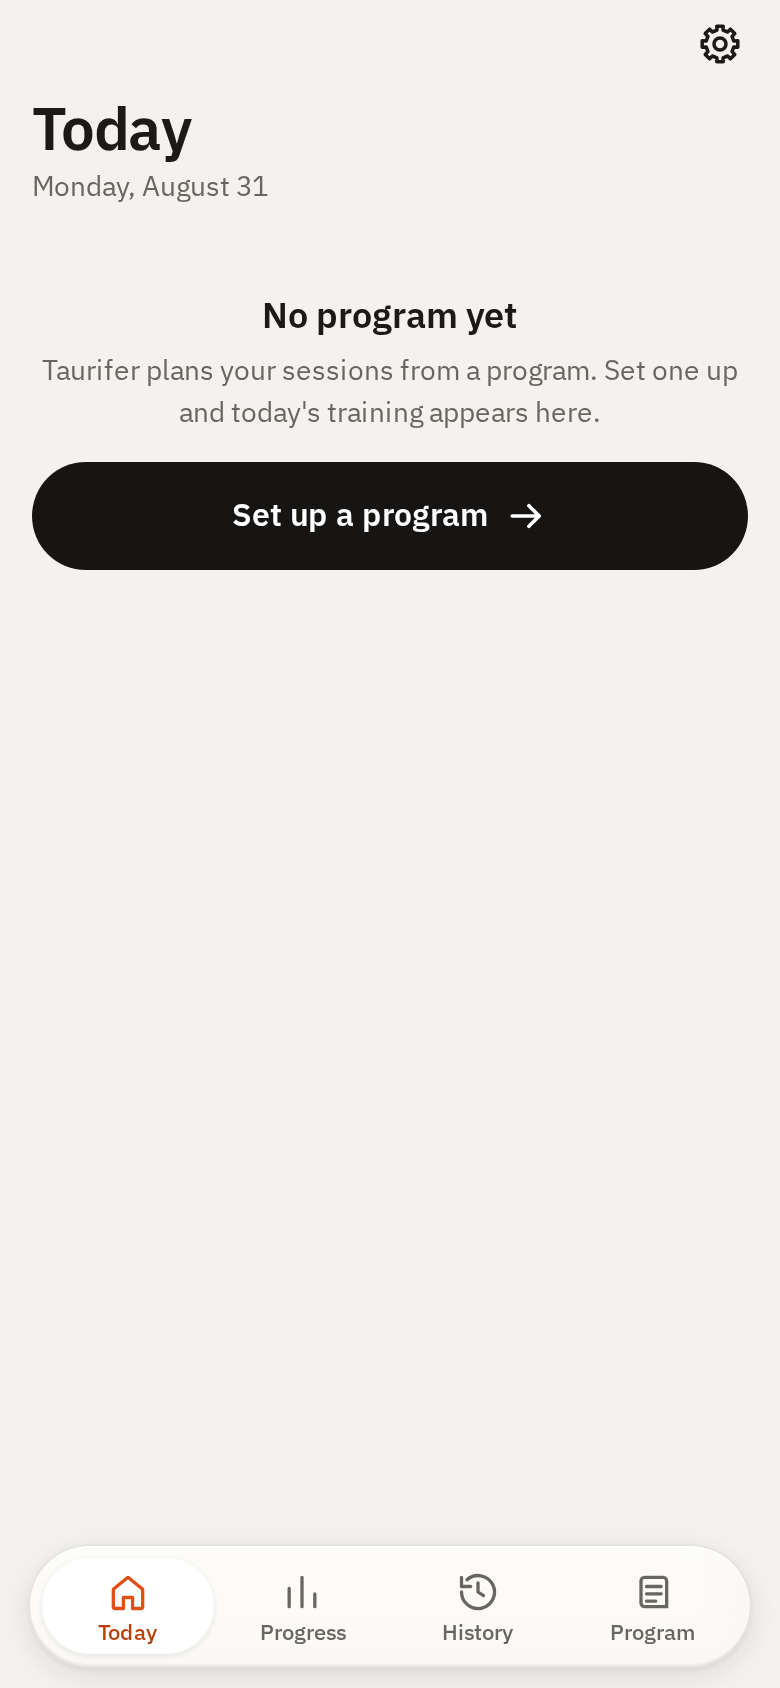 Today
Monday, August 31
No program yet
Taurifer plans your sessions from a program. Set one up
and today's training appears here.
Set up a program
Today
Progress
History
Program